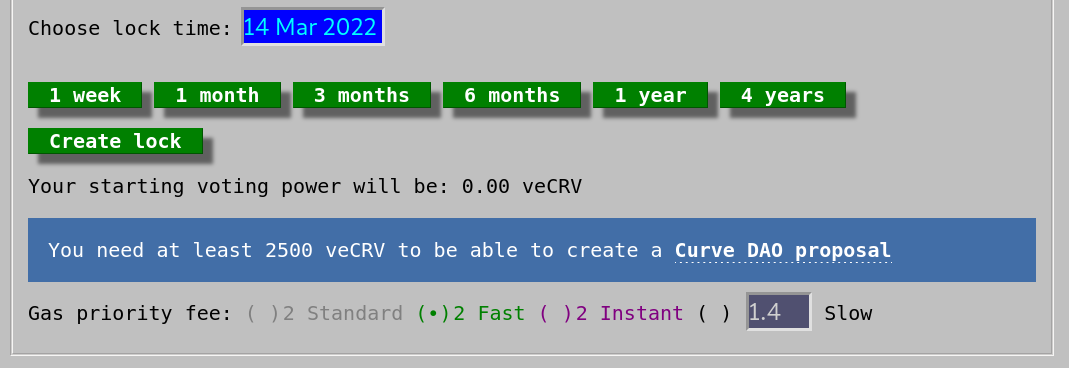 Choose lock time: 14 Mar 2022
1 week 1 month 3 months 6 months 1 year 4 years
Create lock
Your starting voting power will be: 0.00 veCRV
You need at least 2500 veCRV to be able to create a Curve DAO proposal
Gas priority fee: ( )2 Standard (•)2 Fast ( )2 Instant ( ) 1.4 Slow